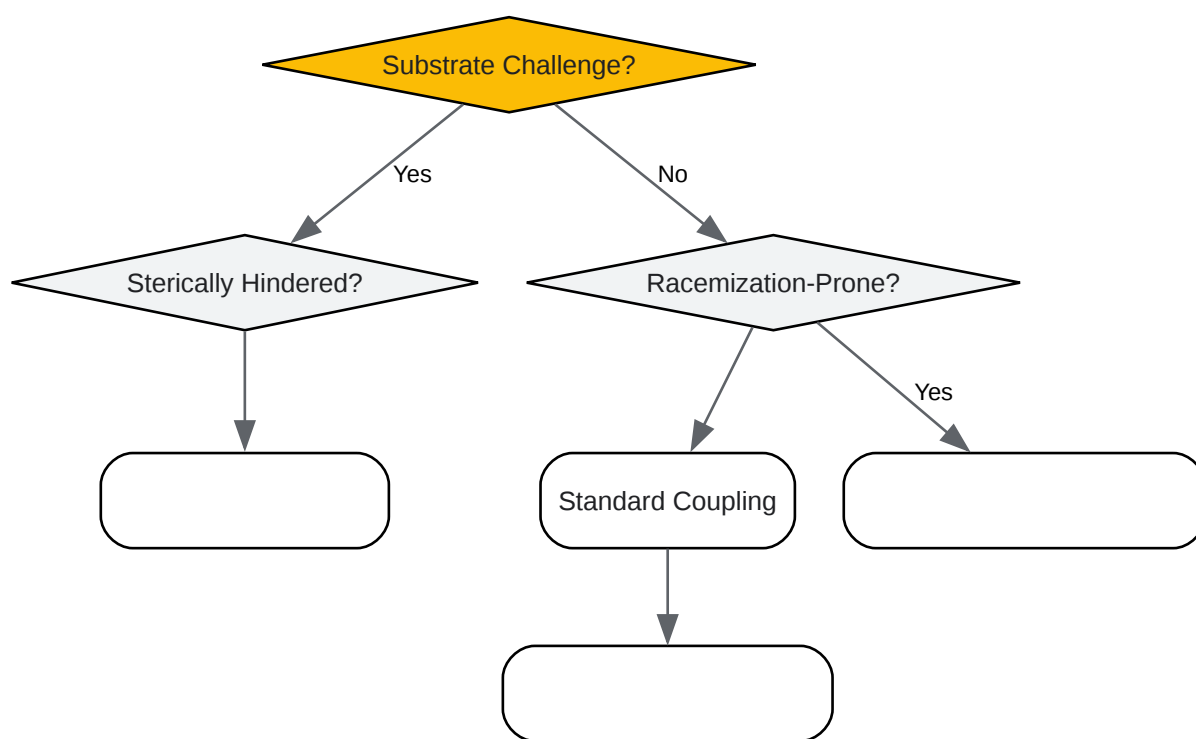 Substrate Challenge?
Yes
No
Sterically Hindered?
Racemization-Prone?
Yes
Standard Coupling